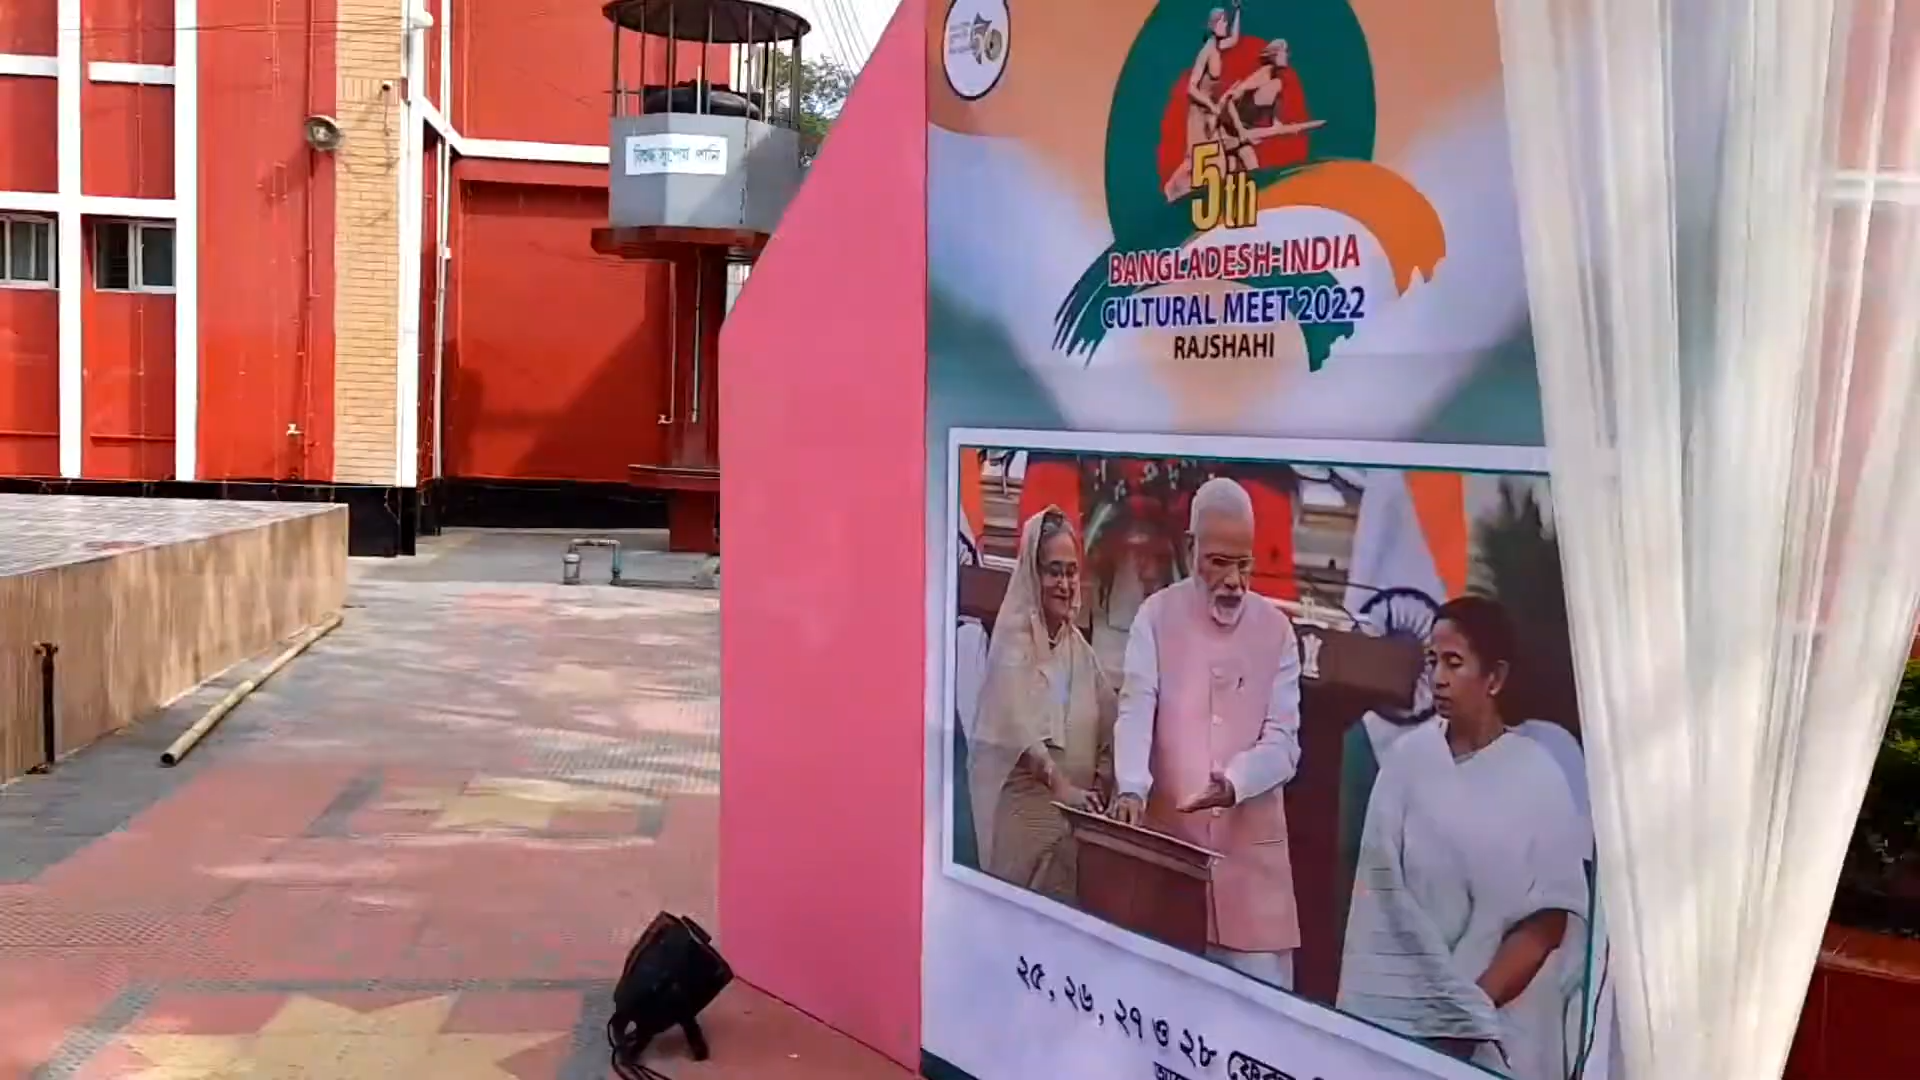 বিশুদ্ধ সুপেয় পানি
5th
BANGLADESH-INDIA
CULTURAL MEET 2022
RAJSHAHI
২৫, ২৬, ২৭ ও ২৮